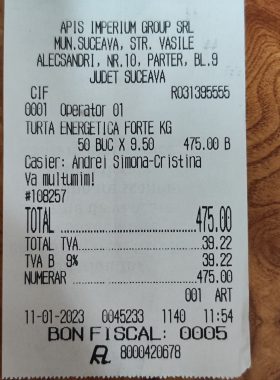 APIS IMPERIUM GROUP SRL
MUN.SUCEAVA, STR. VASILE
ALECSANDRI, NR.10, PARTER, BL.9
JUDET SUCEAVA
CIF RO31395555
0001 Operator 01
TURTA ENERGETICA FORTE KG
50 BUC X 9.50 475.00 B
Casier: Andrei Simona-Cristina
Va multumim!
#108257
TOTAL 475.00
TOTAL TVA 39.22
TVA B 9% 39.22
NUMERAR 475.00
001 ART
11-01-2023 0045233 1140 11:54
BON FISCAL: 0005
8000420678